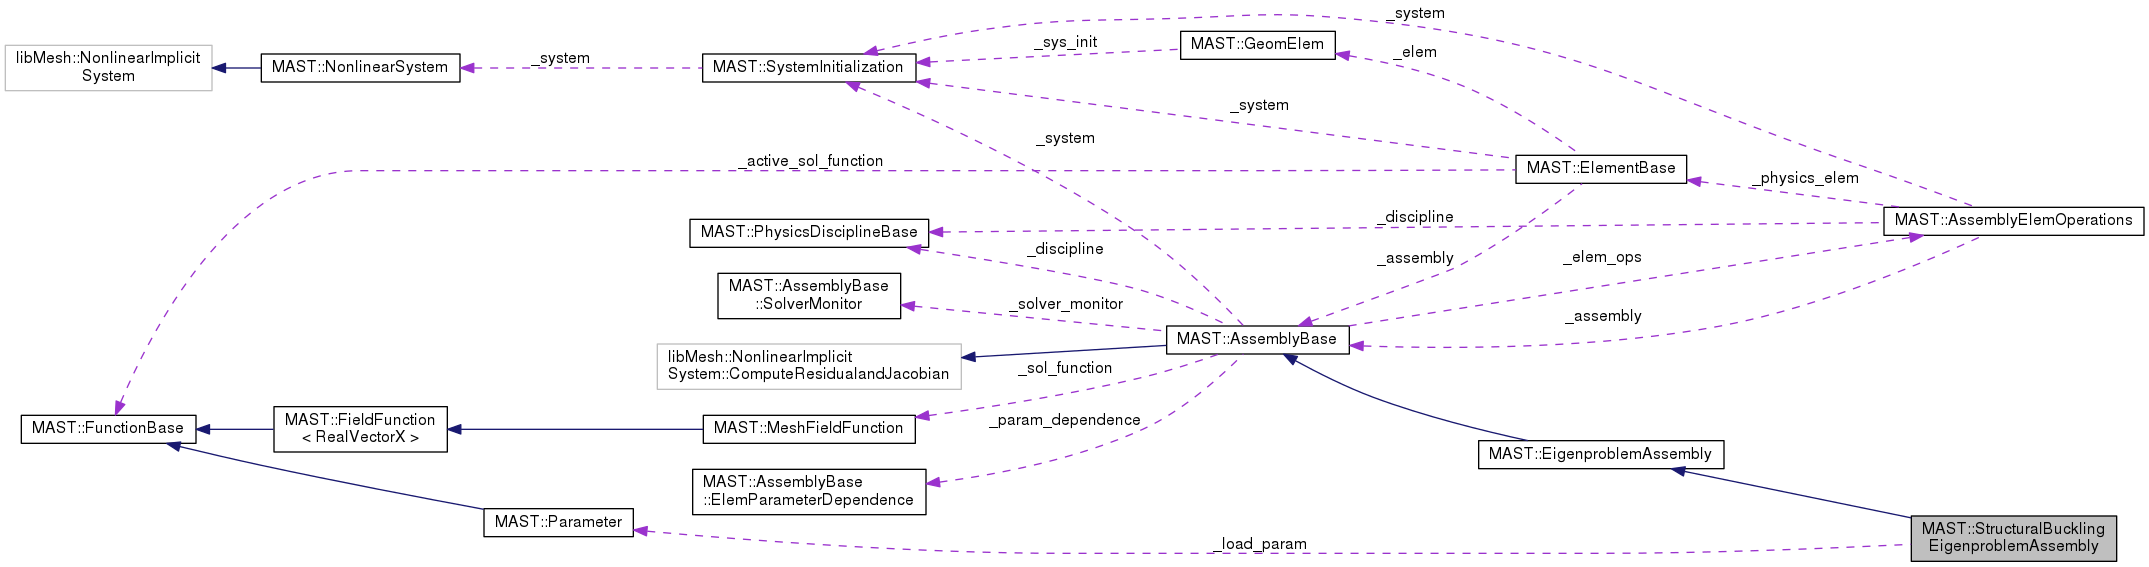 _system
libMesh::NonlinearImplicit
System
MAST::NonlinearSystem
_system
MAST::SystemInitialization
_sys_init
MAST::GeomElem
_elem
_system
_system
_active_sol_function
MAST::ElementBase
_physics_elem
MAST::PhysicsDisciplineBase
_discipline
MAST::AssemblyElemOperations
_discipline
_assembly
_elem_ops
MAST::AssemblyBase
::SolverMonitor
_solver_monitor
_assembly
MAST::AssemblyBase
libMesh::NonlinearImplicit
System::ComputeResidualandJacobian
_sol_function
MAST::FunctionBase
MAST::FieldFunction
< RealVectorX >
MAST::MeshFieldFunction
_param_dependence
MAST::EigenproblemAssembly
MAST::AssemblyBase
::ElemParameterDependence
MAST::Parameter
_load_param
MAST::StructuralBuckling
EigenproblemAssembly